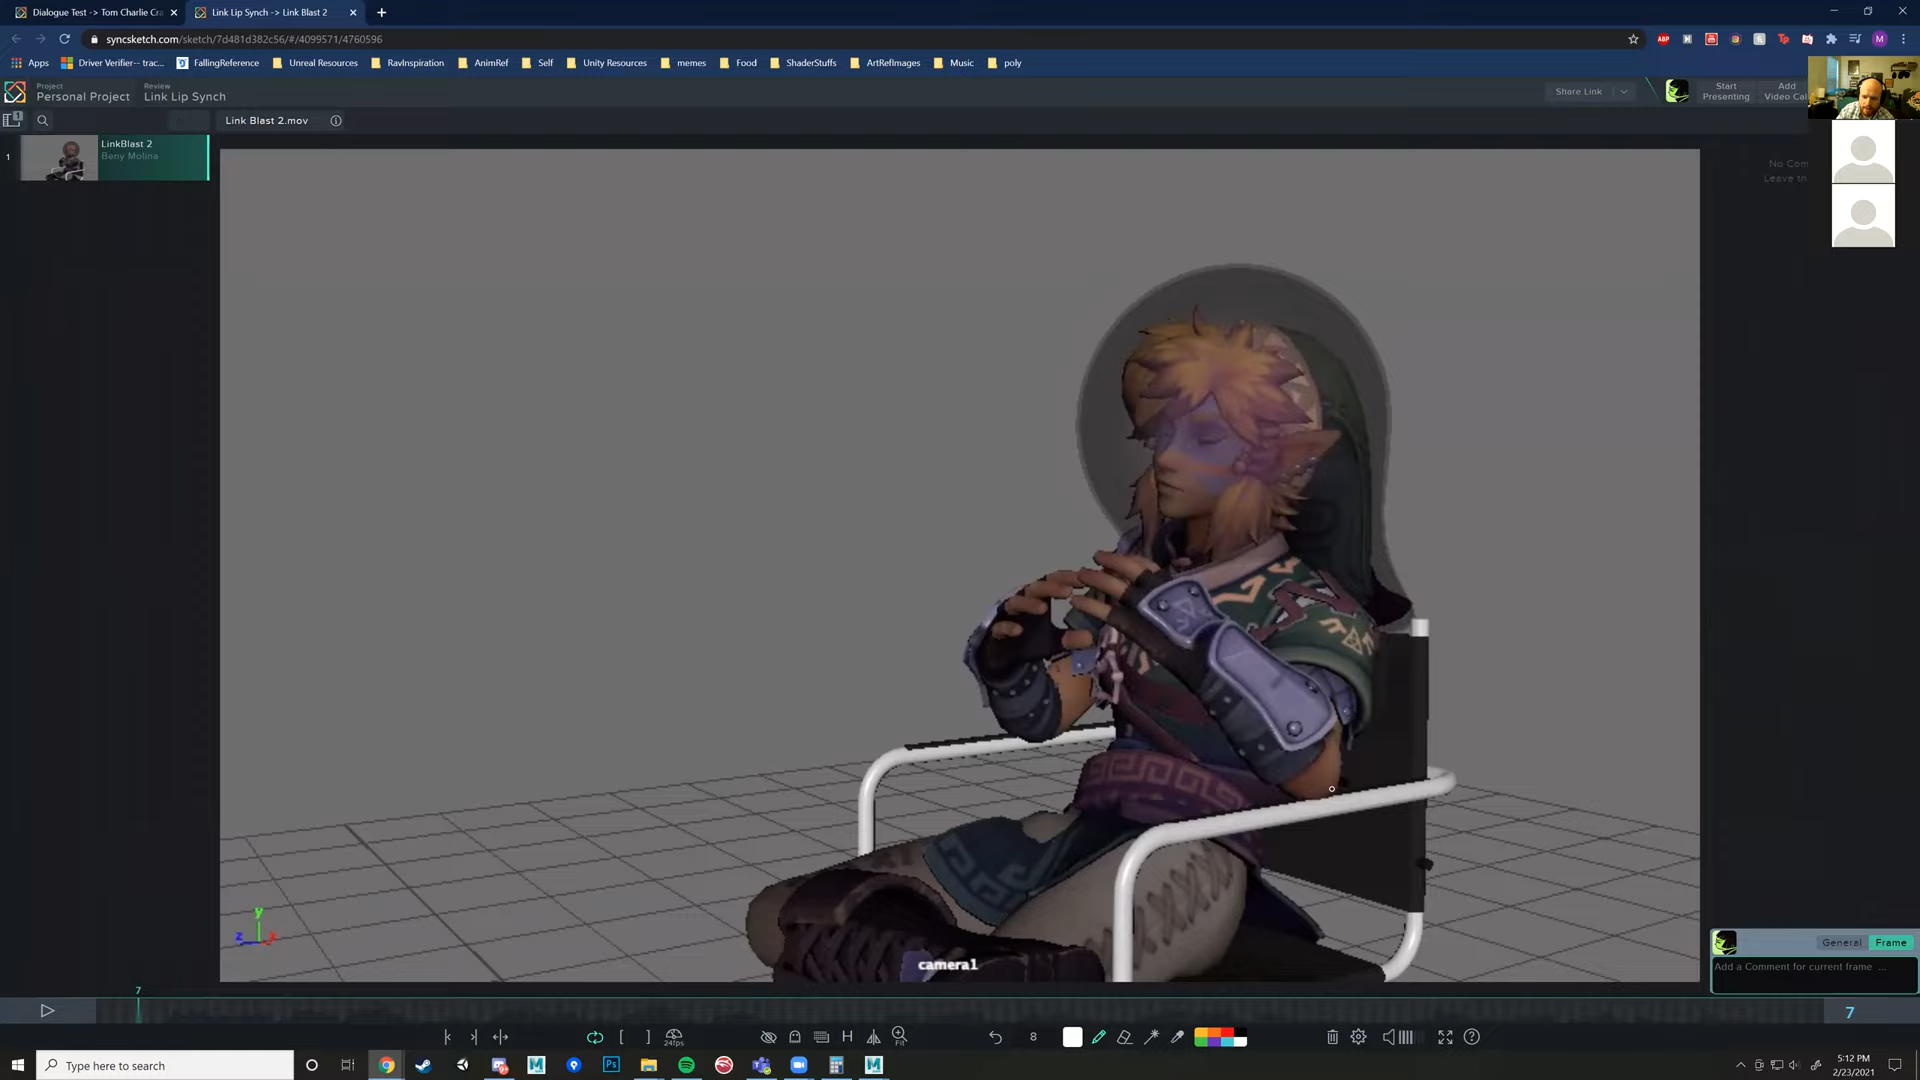 Dialogue Test -> Tom Charlie Cra
Link Lip Synch -> Link Blast 2
syncsketch.com/sketch/7d481d382c56/#/4099571/4760596
Apps
Driver Verifier-- trac...
FallingReference
Unreal Resources
RavInspiration
AnimRef
Self
Unity Resources
memes
Food
ShaderStuffs
ArtRefImages
Music
poly
Project
Personal Project
Review
Link Lip Synch
Share Link
Start
Presenting
Add
Video Cal
1
Link Blast 2.mov
1
LinkBlast 2
Beny Molina
No Com
Leave th
y
z
x
camera1
General
Frame
Add a Comment for current frame ...
7
7
24fps
H
Fit
8
Type here to search
5:12 PM
2/23/2021